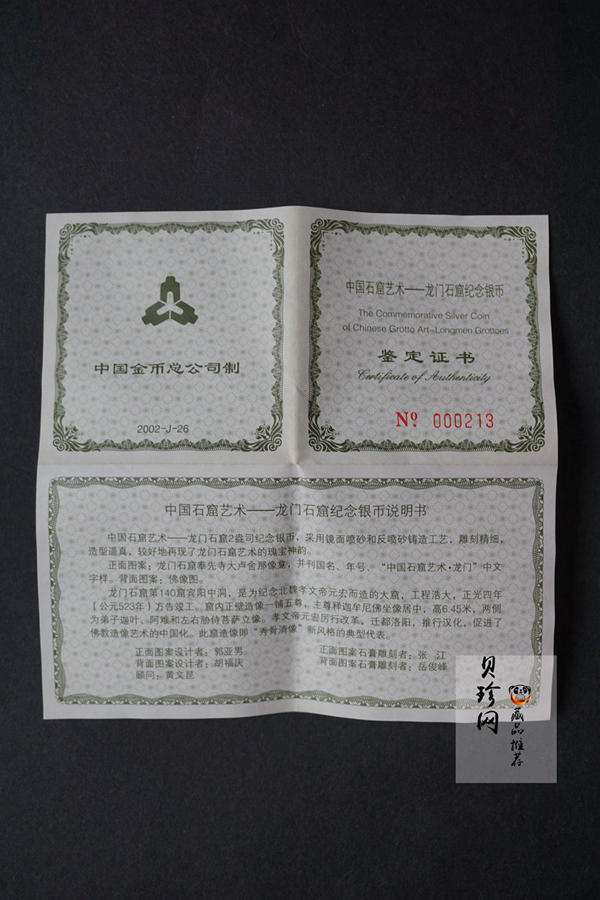 中国金币总公司制
2002-J-26
中国石窟艺术——龙门石窟纪念银币
The Commemorative Silver Coin
of Chinese Grotto Art-Longmen Grottoes
鉴定证书
Certificate of Authenticity
Nº 000213
中国石窟艺术——龙门石窟纪念银币说明书
中国石窟艺术——龙门石窟2盎司纪念银币，采用镜面喷砂和反喷砂铸造工艺，雕刻精细，
造型逼真，较好地再现了龙门石窟艺术的瑰宝神韵。
正面图案：龙门石窟奉先寺大卢舍那像龛，并刊国名、年号、“中国石窟艺术·龙门”中文
字样。背面图案：佛像图。
龙门石窟第140窟宾阳中洞，是为纪念北魏孝文帝元宏而造的大窟，工程浩大，正光四年
（公元523年）方告竣工。窟内正壁造像一铺五尊，主尊释迦牟尼佛坐像居中，高6.45米，两侧
为弟子迦叶、阿难和左右胁侍菩萨立像。孝文帝元宏厉行改革，迁都洛阳，推行汉化，促进了
佛教造像艺术的中国化。此窟造像即“秀骨清像”新风格的典型代表。
正面图案设计者：郭亚男 正面图案石膏雕刻者：张 江
背面图案设计者：胡福庆 背面图案石膏雕刻者：岳俊峰
顾问：黄文昆
贝珍网
藏品推荐